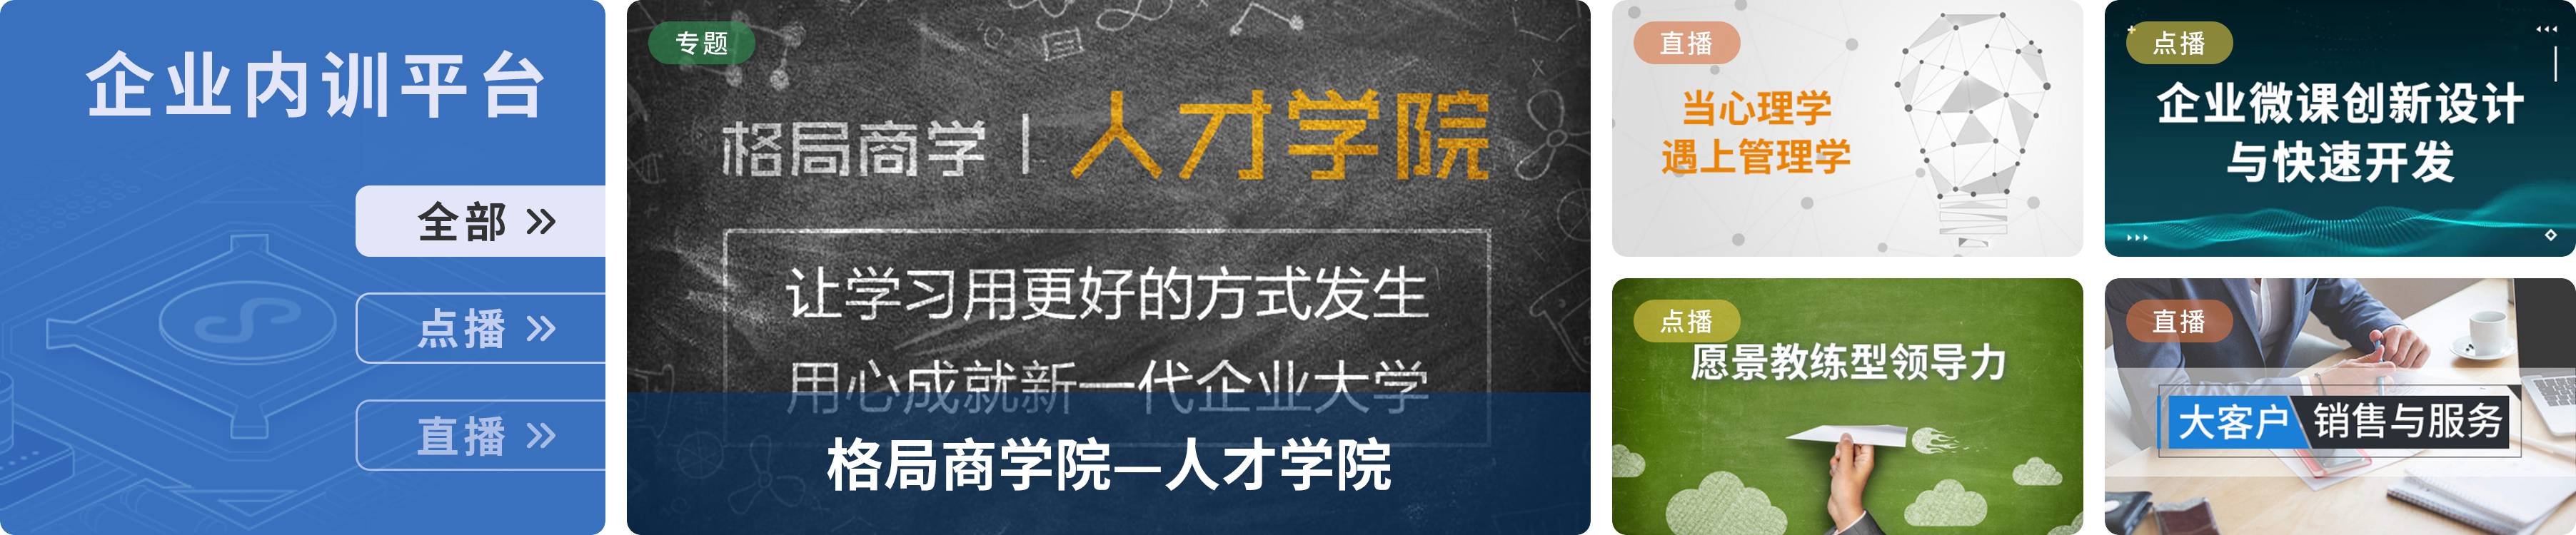 企业内训平台
全部 »
点播 »
直播 »
专题
格局商学 | 人才学院
让学习用更好的方式发生
用心成就新一代企业大学
格局商学院—人才学院
直播
当心理学
遇上管理学
点播
企业微课创新设计
与快速开发
点播
愿景教练型领导力
直播
大客户 销售与服务